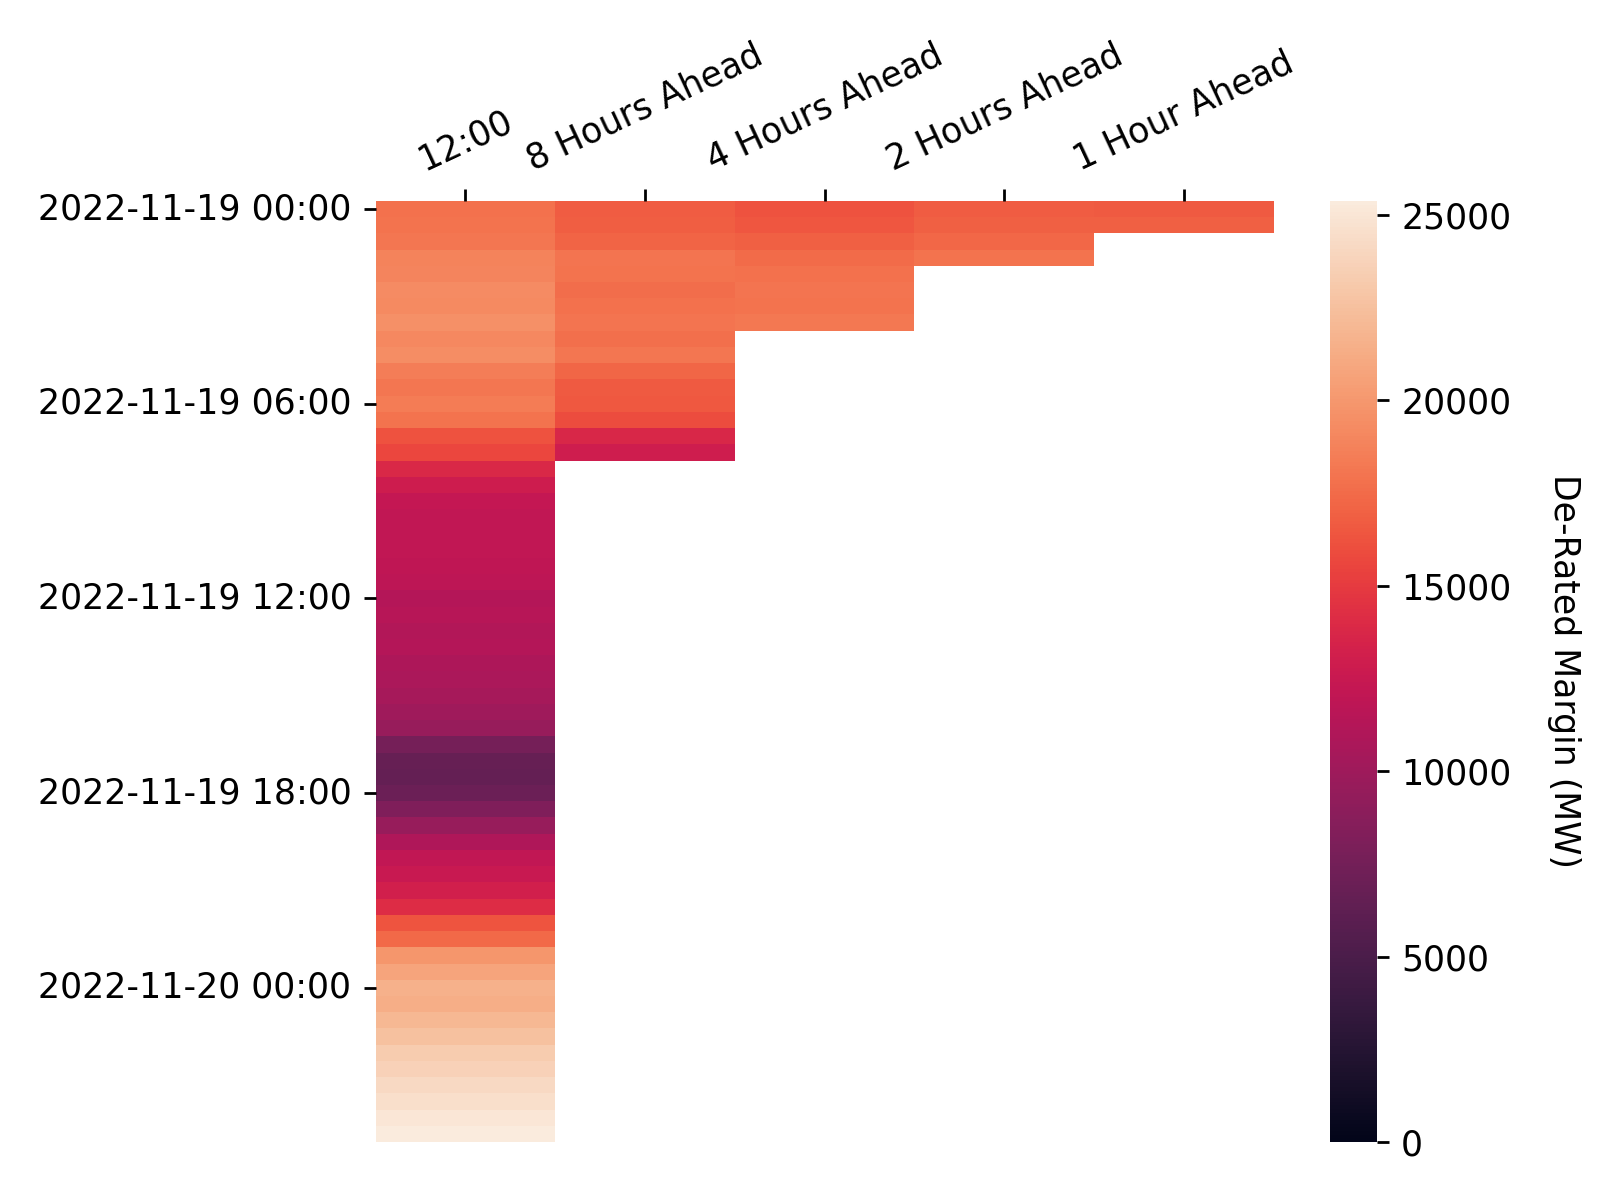 12:00
8 Hours Ahead
4 Hours Ahead
2 Hours Ahead
1 Hour Ahead
2022-11-19 00:00
2022-11-19 06:00
2022-11-19 12:00
2022-11-19 18:00
2022-11-20 00:00
25000
20000
15000
10000
5000
0
De-Rated Margin (MW)